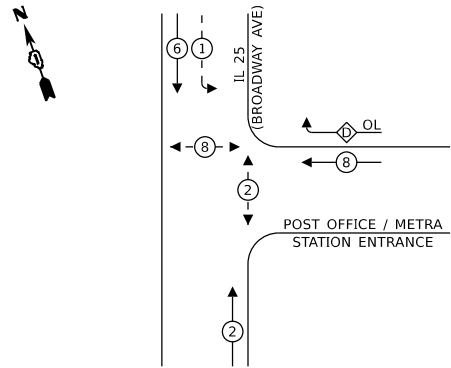 N
6
1
IL 25
(BROADWAY AVE)
D
OL
8
8
2
POST OFFICE / METRA
STATION ENTRANCE
2